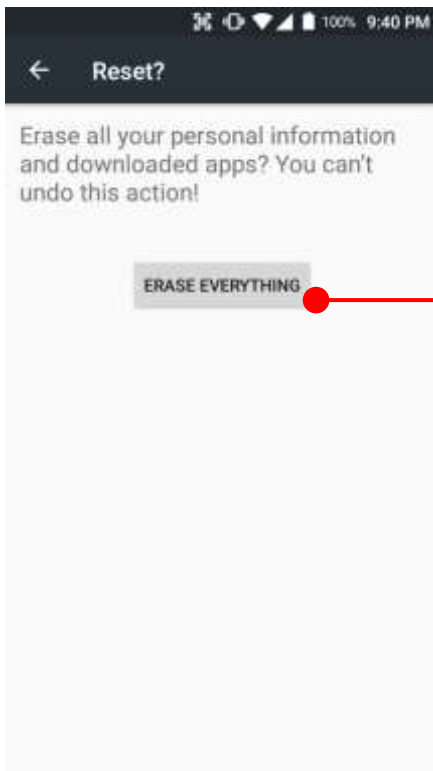 100% 9:40 PM
Reset?
Erase all your personal information
and downloaded apps? You can't
undo this action!
ERASE EVERYTHING